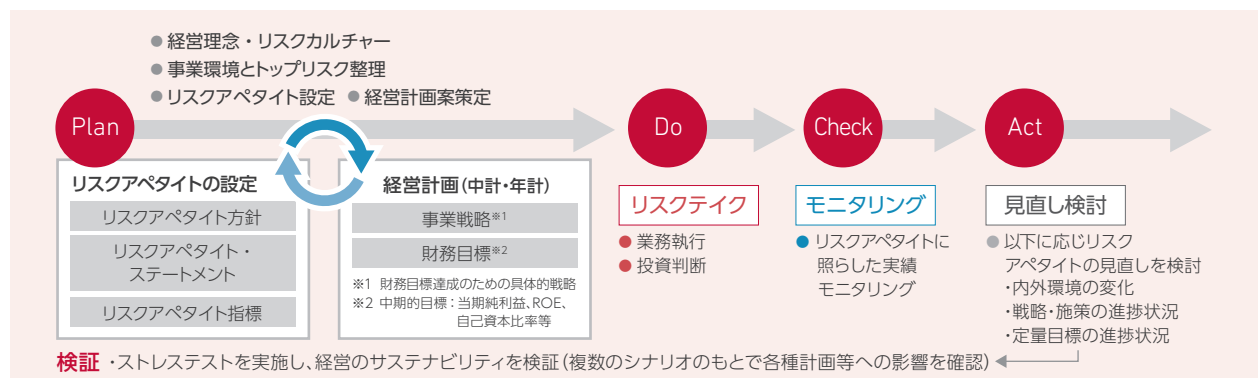 ● 経営理念・リスクカルチャー
● 事業環境とトップリスク整理
● リスクアペタイト設定 ● 経営計画案策定
Plan
Do
Check
Act
リスクアペタイトの設定
リスクアペタイト方針
リスクアペタイト・
ステートメント
リスクアペタイト指標
経営計画(中計・年計)
事業戦略※1
財務目標※2
※1 財務目標達成のための具体的戦略
※2 中期的目標:当期純利益、ROE、
自己資本比率等
リスクテイク
● 業務執行
● 投資判断
モニタリング
● リスクアペタイトに
照らした実績
モニタリング
見直し検討
● 以下に応じリスク
アペタイトの見直しを検討
・内外環境の変化
・戦略・施策の進捗状況
・定量目標の進捗状況
検証 ・ストレステストを実施し、経営のサステナビリティを検証(複数のシナリオのもとで各種計画等への影響を確認)